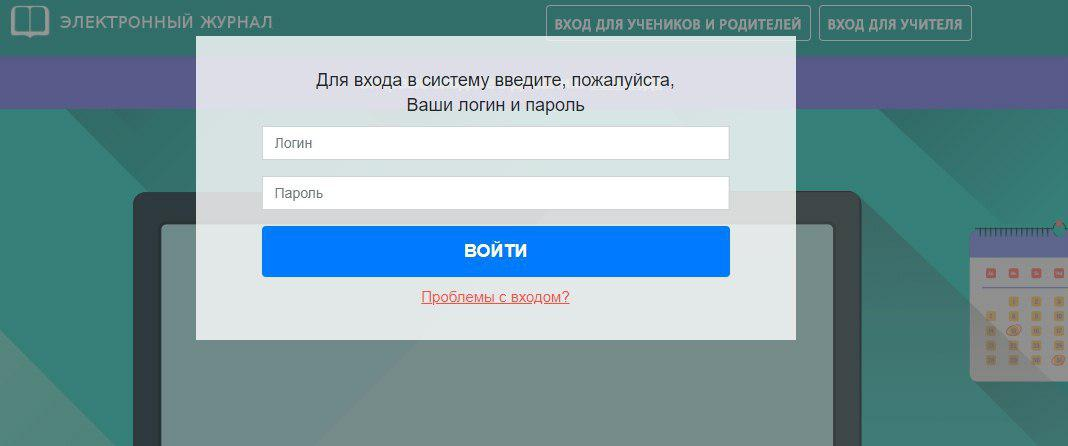 ЭЛЕКТРОННЫЙ ЖУРНАЛ
ВХОД ДЛЯ УЧЕНИКОВ И РОДИТЕЛЕЙ
ВХОД ДЛЯ УЧИТЕЛЯ
Для входа в систему введите, пожалуйста,
Ваши логин и пароль
Логин
Пароль
ВОЙТИ
Проблемы с входом?